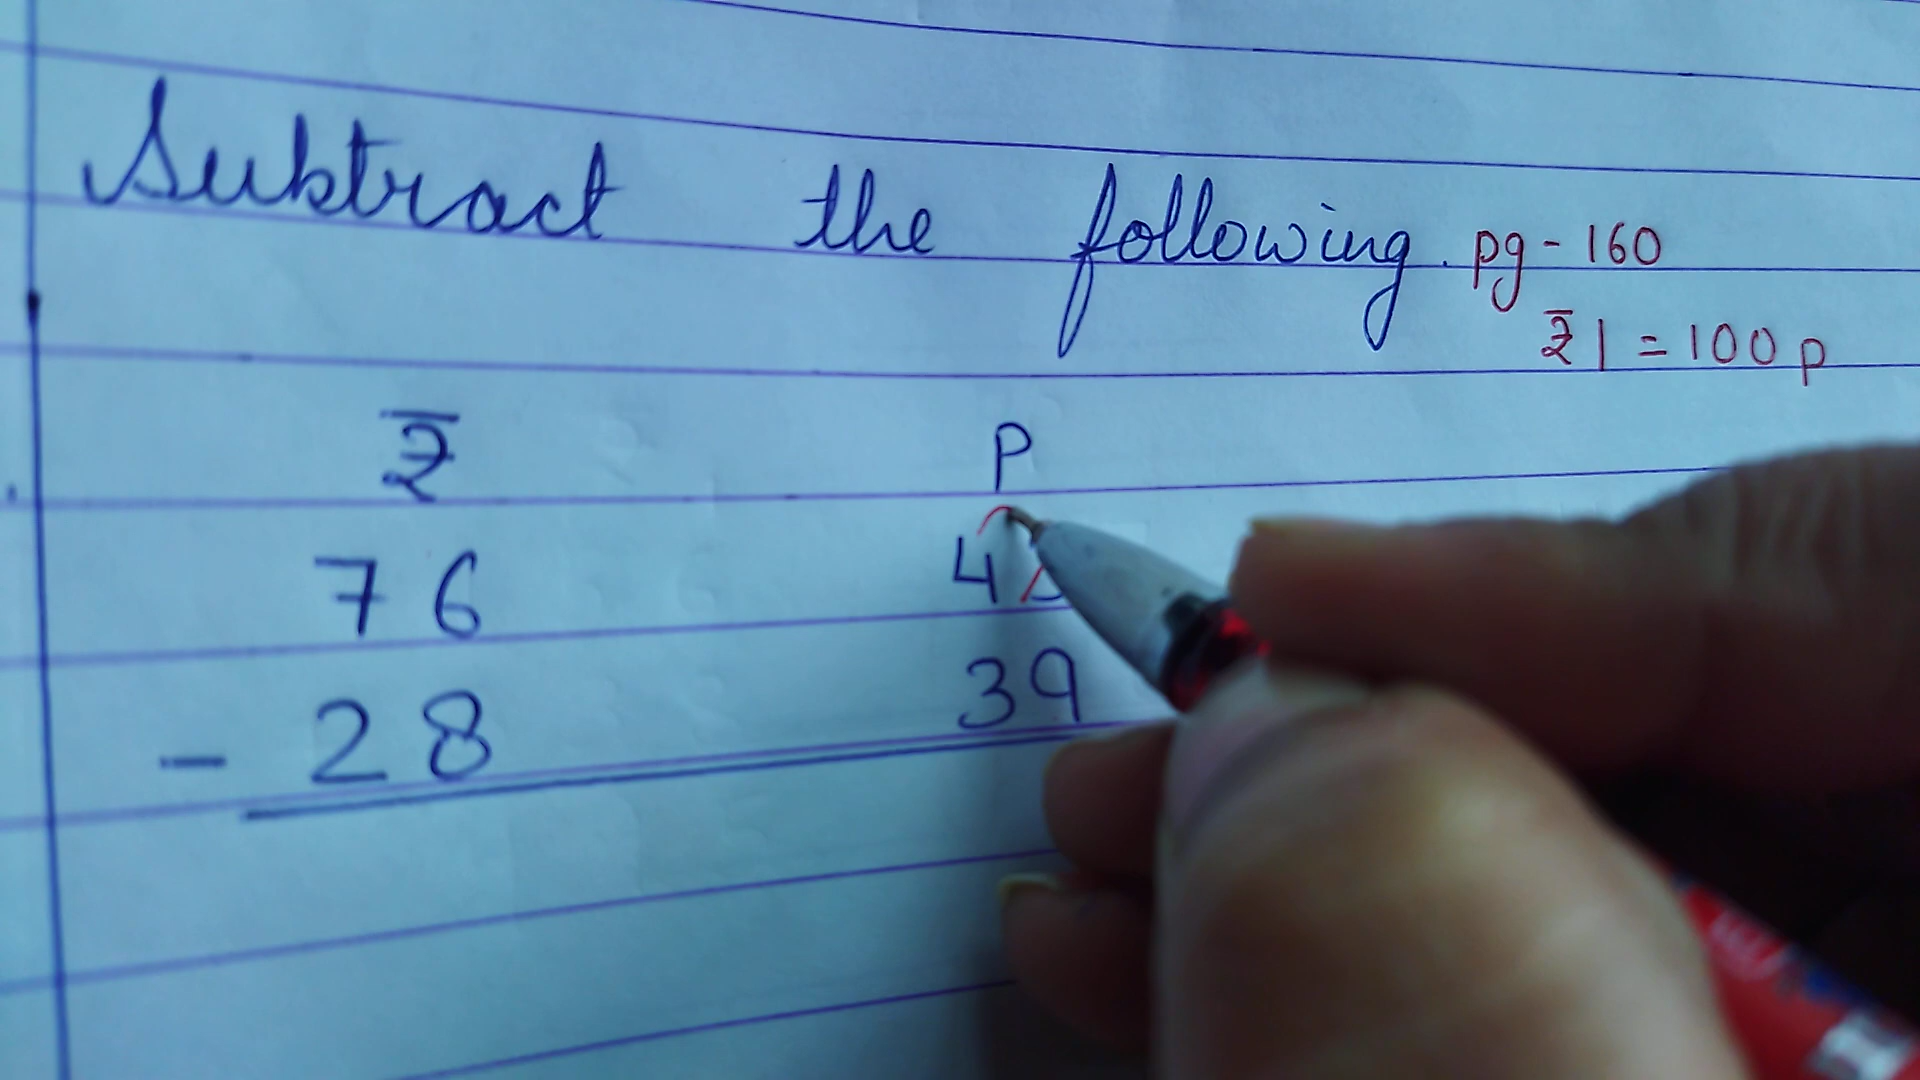 Subtract the following. pg - 160
₹ 1 = 100 p
₹ P
76 4
- 28 39